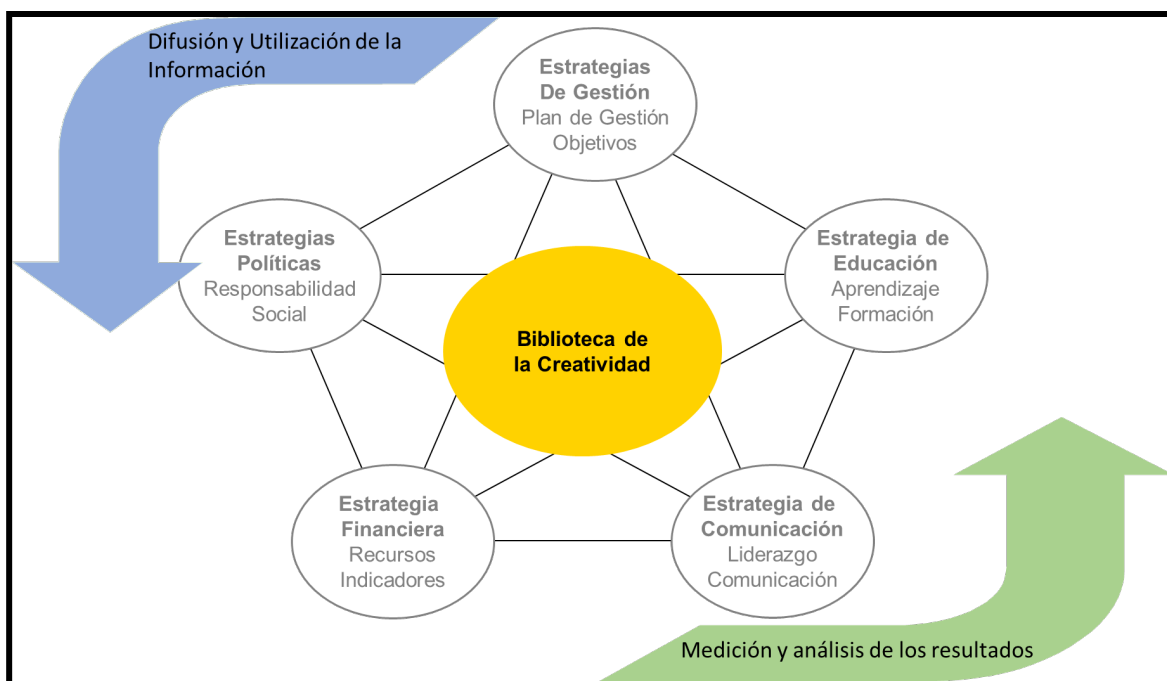 Difusión y Utilización de la
Información
Estrategias
De Gestión
Plan de Gestión
Objetivos
Estrategias
Políticas
Responsabilidad
Social
Estrategia de
Educación
Aprendizaje
Formación
Biblioteca de
la Creatividad
Estrategia
Financiera
Recursos
Indicadores
Estrategia de
Comunicación
Liderazgo
Comunicación
Medición y análisis de los resultados